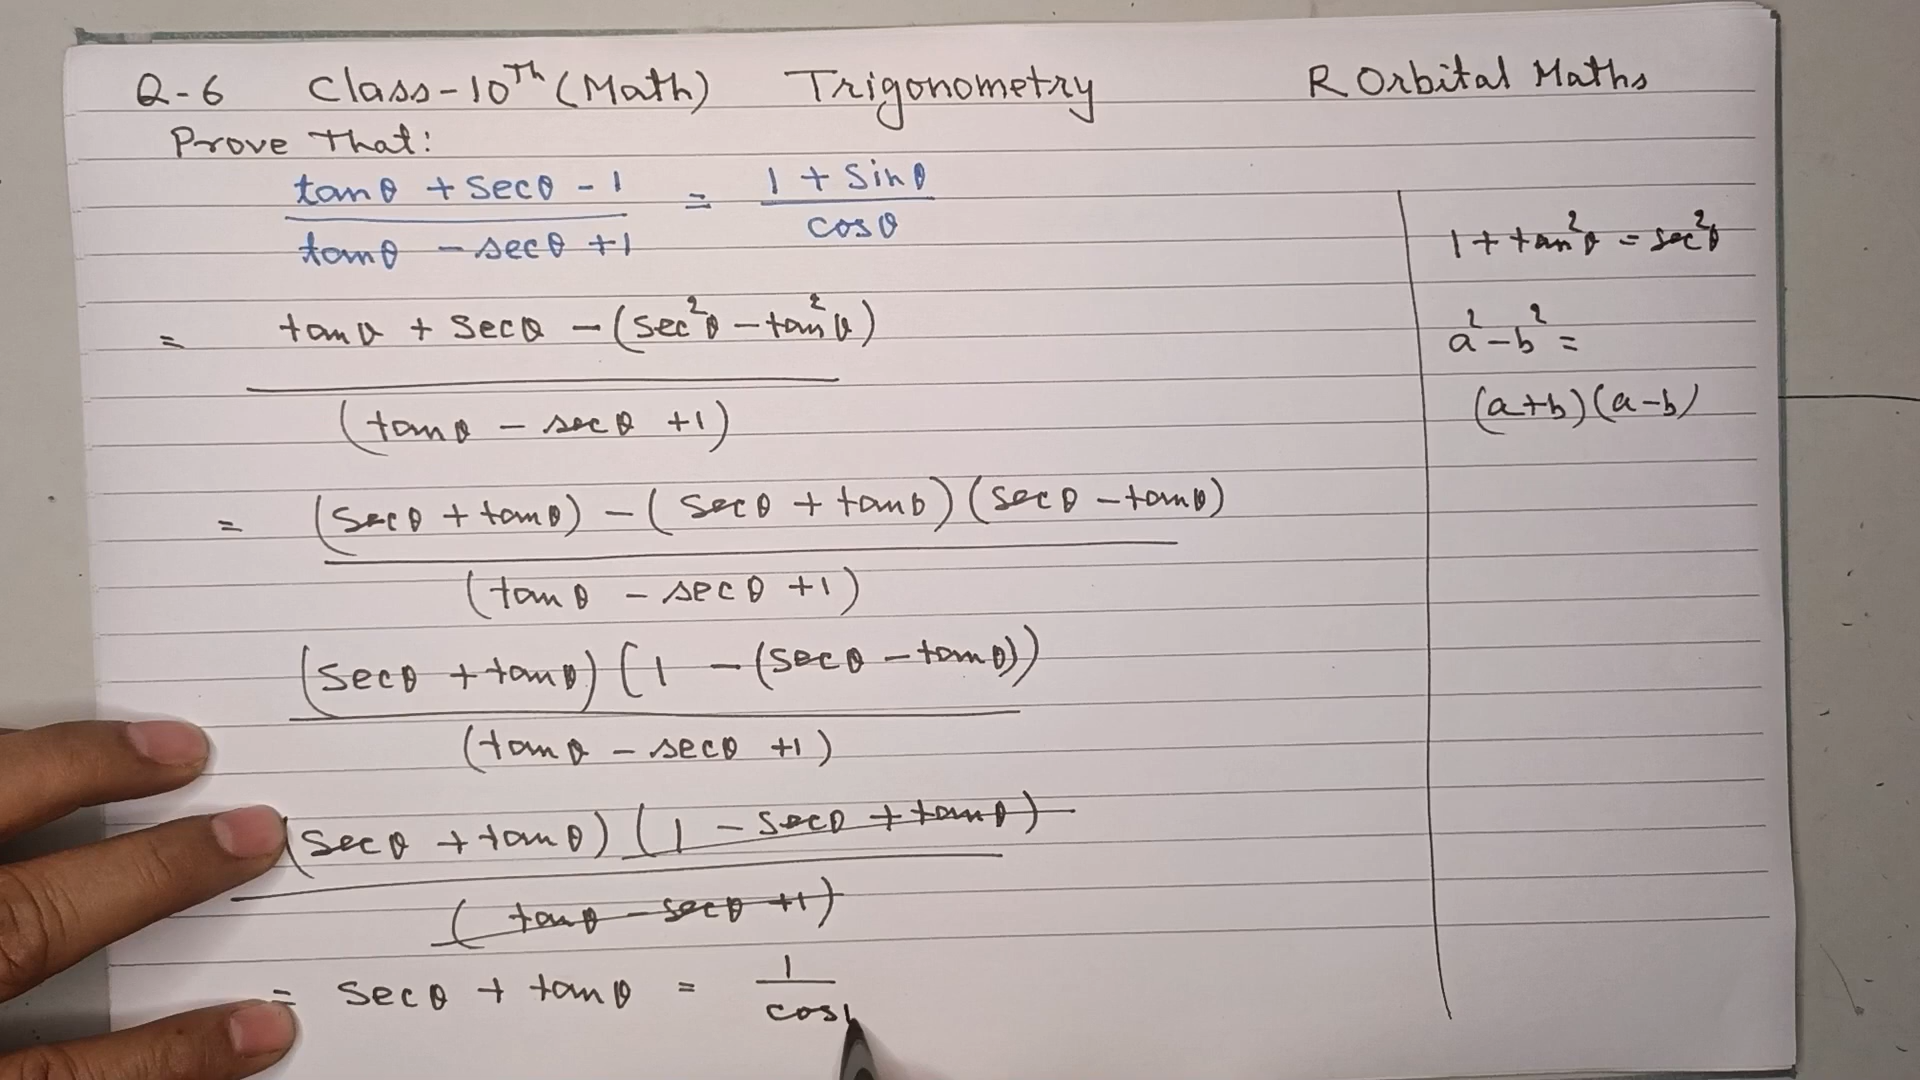 Q-6 Class-10Th (Math) Trigonometry R Orbital Maths
Prove That:
tanθ + secθ - 1 = 1 + sinθ
tanθ - secθ + 1 cosθ
1 + tan²θ = sec²θ
= tanθ + secθ - (sec²θ - tan²θ)
(tanθ - secθ + 1)
a² - b² =
(a+b)(a-b)
= (secθ + tanθ) - (secθ + tanθ)(secθ - tanθ)
(tanθ - secθ + 1)
(secθ + tanθ)(1 - (secθ - tanθ))
(tanθ - secθ + 1)
(secθ + tanθ)(1 - secθ + tanθ)
(tanθ - secθ + 1)
= secθ + tanθ = 1
cos